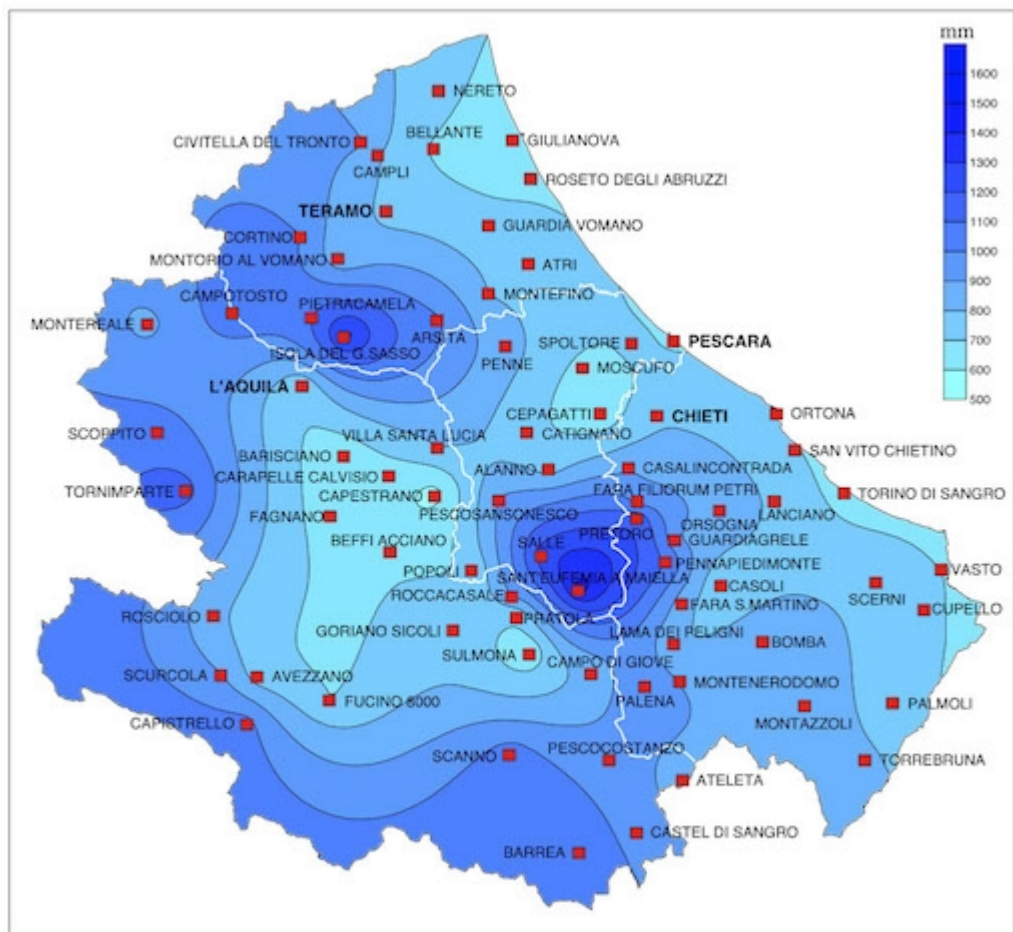 mm
1600
1500
1400
1300
1200
1100
1000
900
800
700
600
500
NERETO
BELLANTE
GIULIANOVA
CIVITELLA DEL TRONTO
CAMPLI
ROSETO DEGLI ABRUZZI
TERAMO
GUARDIA VOMANO
CORTINO
MONTORIO AL VOMANO
ATRI
MONTEFINO
CAMPOTOSTO
PIETRACAMELA
MONTEREALE
ARSITA
ISOLA DEL G.SASSO
PENNE
SPOLTORE
PESCARA
MOSCUFO
L'AQUILA
CEPAGATTI
CHIETI
ORTONA
SCOPPITO
VILLA SANTA LUCIA
CATIGNANO
SAN VITO CHIETINO
BARISCIANO
ALANNO
CASALINCONTRADA
CARAPELLE CALVISIO
TORNIMPARTE
CAPESTRANO
FARA FILIORUM PETRI
TORINO DI SANGRO
FAGNANO
PESCOSANSONESCO
LANCIANO
ORSOGNA
PRETORO
BEFFI ACCIANO
SALLE
GUARDIAGRELE
PENNAPIEDIMONTE
POPOLI
SANT'EUFEMIA A MAIELLA
VASTO
CASOLI
ROCCACASALE
SCERNI
FARA S.MARTINO
CUPELLO
ROSCIOLO
PRATOLA
GORIANO SICOLI
LAMA DEI PELIGNI
BOMBA
SULMONA
CAMPO DI GIOVE
SCURCOLA
AVEZZANO
MONTENERODOMO
PALENA
FUCINO 8000
PALMOLI
CAPISTRELLO
MONTAZZOLI
PESCOCOSTANZO
SCANNO
TORREBRUNA
ATELETA
CASTEL DI SANGRO
BARREA